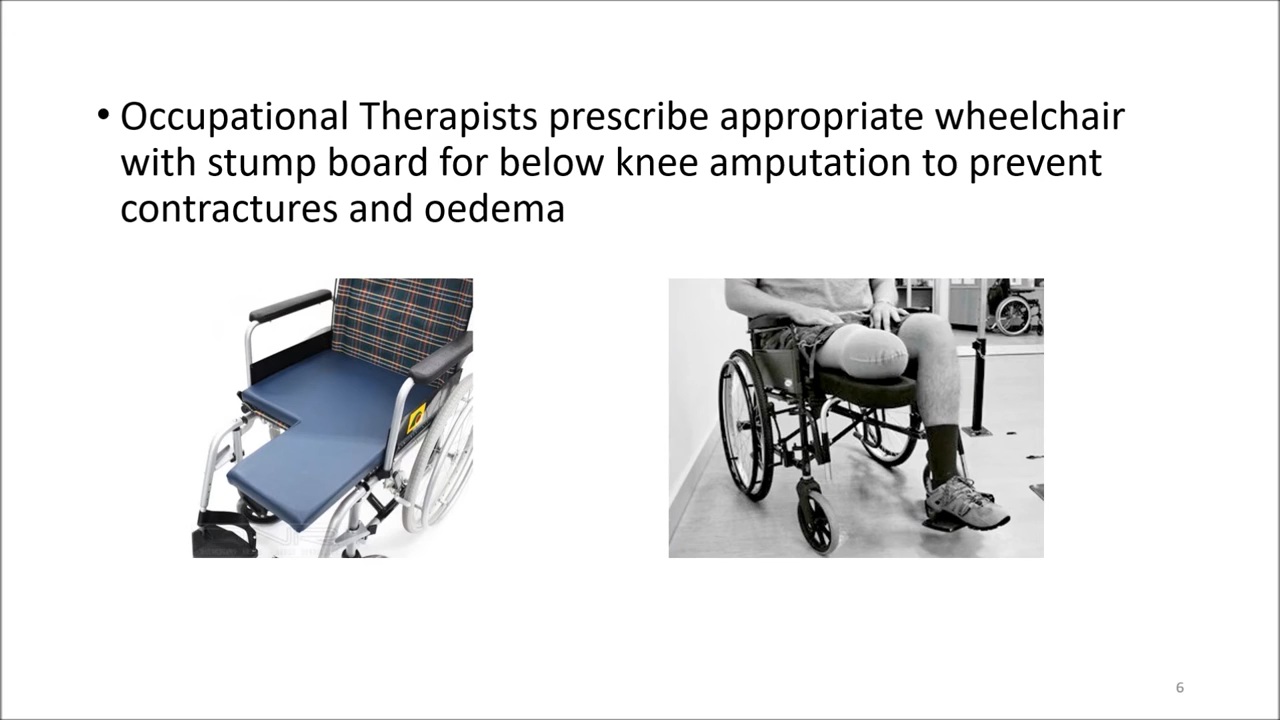 • Occupational Therapists prescribe appropriate wheelchair
with stump board for below knee amputation to prevent
contractures and oedema
6